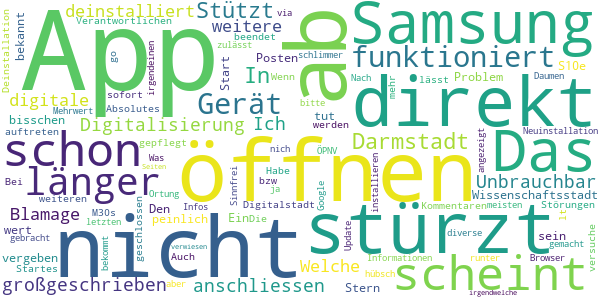 App
Samsung
direkt
öffnen
nicht
Das
stürzt
schon
länger
ab
scheint
Gerät
funktioniert
deinstalliert
Stützt
weitere
Verantwortlichen
via
beendet
schlimmer
irgendeinen
zulässt
Posten
Start
In
Ich
bekannt
go
Deinstallation
digitale
sofort
Mehrwert
Absolutes
bisschen
auftreten
Digitalisierung
gepflegt
Was
Bei
Wenn
bitte
Nach
mehr
lässt
Problem
S10e
Daumen
tut
werden
Darmstadt
Neuinstallation
angezeigt
Unbrauchbar
Wissenschaftsstadt
Kommentaren
meisten
Störungen
installieren
ÖPNV
nich
Habe
bzw
ja
Sinnfrei
Digitalstadt
Google
Ein
Die
Update
diverse
lt
sein
gemacht
versuche
Informationen
runter
Browser
hübsch
irgendwelche
Welche
Stern
anschliessen
aber
verwiesen
Auch
bekommt
geschlossen
Ortung
Infos
Den
Seiten
peinlich
Blamage
weiteren
M30s
letzten
wert
gebracht
vergeben
Startes
großgeschrieben